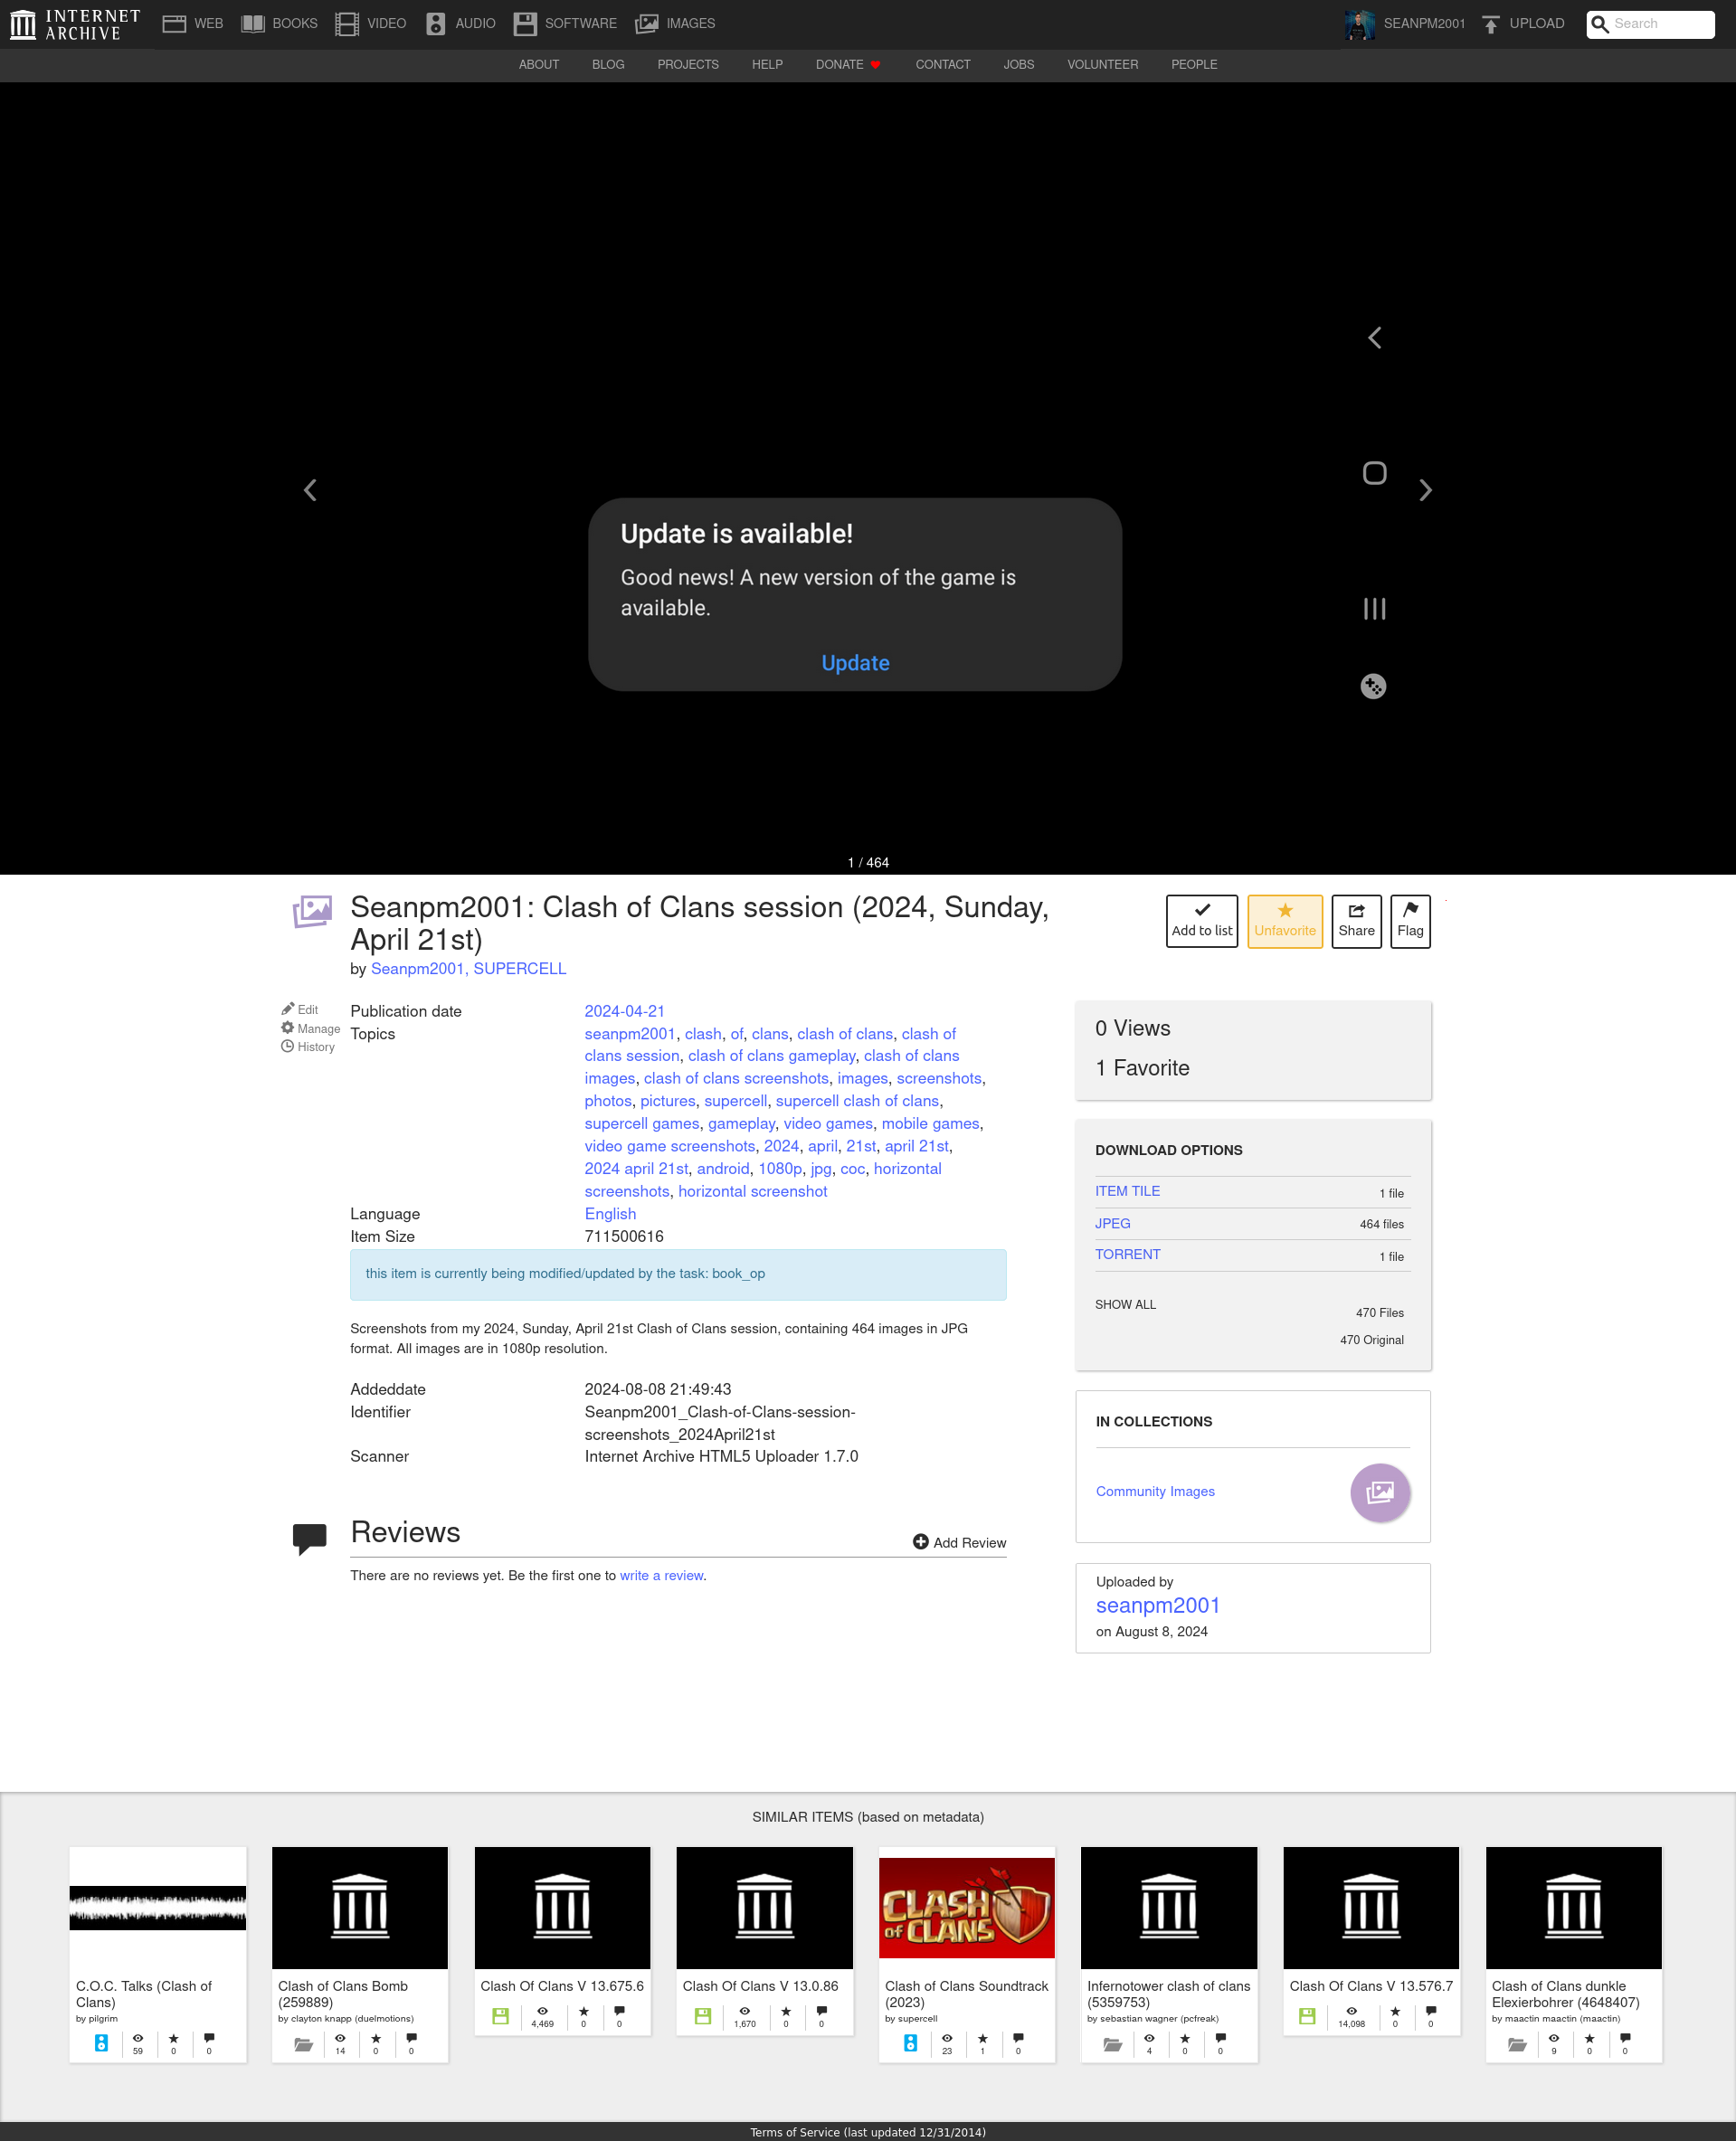 INTERNET ARCHIVE WEB BOOKS VIDEO AUDIO SOFTWARE IMAGES SEANPM2001 UPLOAD Search
ABOUT BLOG PROJECTS HELP DONATE CONTACT JOBS VOLUNTEER PEOPLE
Update is available!
Good news! A new version of the game is
available.
Update
1 / 464
Seanpm2001: Clash of Clans session (2024, Sunday,
April 21st)
by Seanpm2001, SUPERCELL
Add to list Unfavorite Share Flag
Edit
Manage
History
Publication date 2024-04-21
Topics seanpm2001, clash, of, clans, clash of clans, clash of
clans session, clash of clans gameplay, clash of clans
images, clash of clans screenshots, images, screenshots,
photos, pictures, supercell, supercell clash of clans,
supercell games, gameplay, video games, mobile games,
video game screenshots, 2024, april, 21st, april 21st,
2024 april 21st, android, 1080p, jpg, coc, horizontal
screenshots, horizontal screenshot
Language English
Item Size 711500616
this item is currently being modified/updated by the task: book_op
Screenshots from my 2024, Sunday, April 21st Clash of Clans session, containing 464 images in JPG
format. All images are in 1080p resolution.
Addeddate 2024-08-08 21:49:43
Identifier Seanpm2001_Clash-of-Clans-session-
screenshots_2024April21st
Scanner Internet Archive HTML5 Uploader 1.7.0
Reviews
Add Review
There are no reviews yet. Be the first one to write a review.
0 Views
1 Favorite
DOWNLOAD OPTIONS
ITEM TILE 1 file
JPEG 464 files
TORRENT 1 file
SHOW ALL 470 Files
470 Original
IN COLLECTIONS
Community Images
Uploaded by
seanpm2001
on August 8, 2024
SIMILAR ITEMS (based on metadata)
C.O.C. Talks (Clash of
Clans)
by pilgrim
59 0 0
Clash of Clans Bomb
(259889)
by clayton knapp (duelmotions)
14 0 0
Clash Of Clans V 13.675.6
4,469 0 0
Clash Of Clans V 13.0.86
1,670 0 0
CLASH
of CLANS
Clash of Clans Soundtrack
(2023)
by supercell
23 1 0
Infernotower clash of clans
(5359753)
by sebastian wagner (pcfreak)
4 0 0
Clash Of Clans V 13.576.7
14,098 0 0
Clash of Clans dunkle
Elexierbohrer (4648407)
by maactin maactin (maactin)
9 0 0
Terms of Service (last updated 12/31/2014)